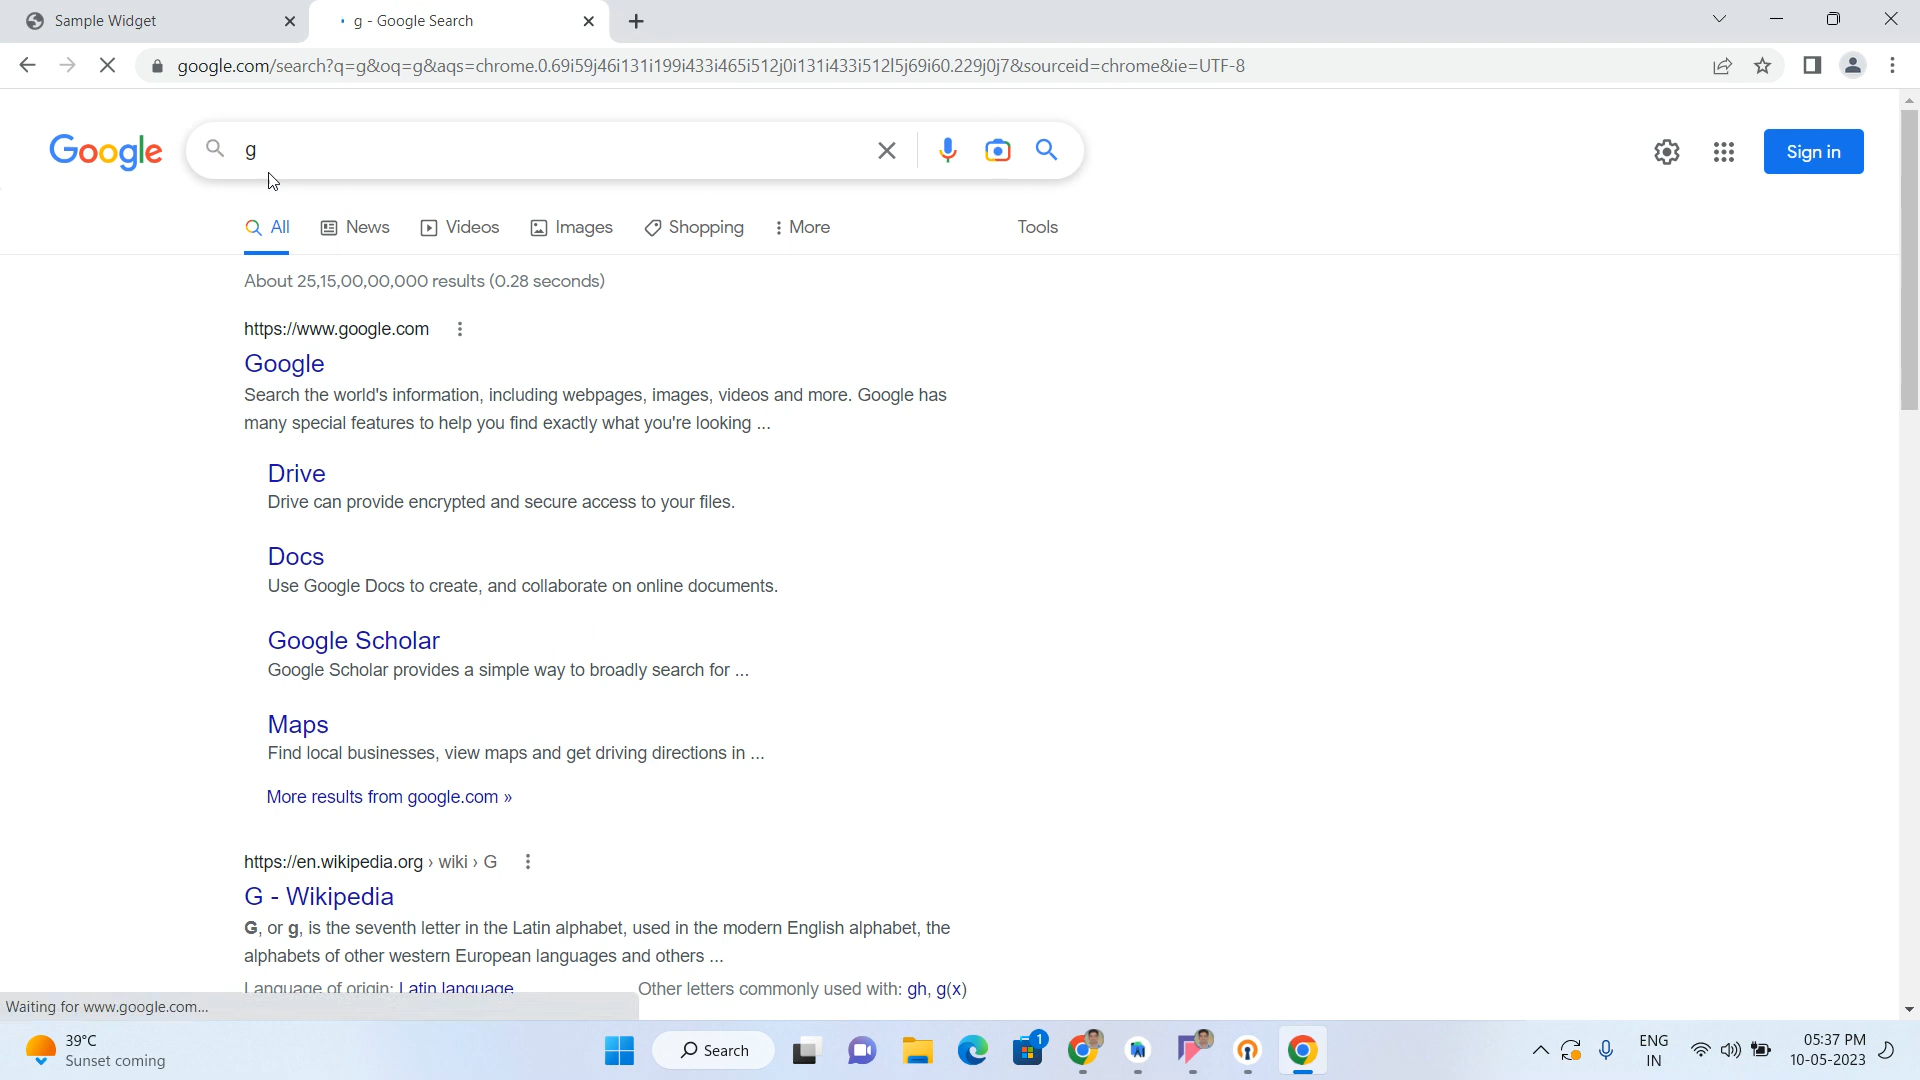 Sample Widget
g - Google Search
google.com/search?q=g&oq=g&aqs=chrome.0.69i59j46i131i199i433i465i512j0i131i433i512l5j69i60.229j0j7&sourceid=chrome&ie=UTF-8
Google
g
Sign in
All News Videos Images Shopping More Tools
About 25,15,00,00,000 results (0.28 seconds)
https://www.google.com
Google
Search the world's information, including webpages, images, videos and more. Google has
many special features to help you find exactly what you're looking ...
Drive
Drive can provide encrypted and secure access to your files.
Docs
Use Google Docs to create, and collaborate on online documents.
Google Scholar
Google Scholar provides a simple way to broadly search for ...
Maps
Find local businesses, view maps and get driving directions in ...
More results from google.com »
https://en.wikipedia.org › wiki › G
G - Wikipedia
G, or g, is the seventh letter in the Latin alphabet, used in the modern English alphabet, the
alphabets of other western European languages and others ...
Language of origin: Latin language Other letters commonly used with: gh, g(x)
Waiting for www.google.com...
39°C
Sunset coming
Search
1
ENG
IN
05:37 PM
10-05-2023